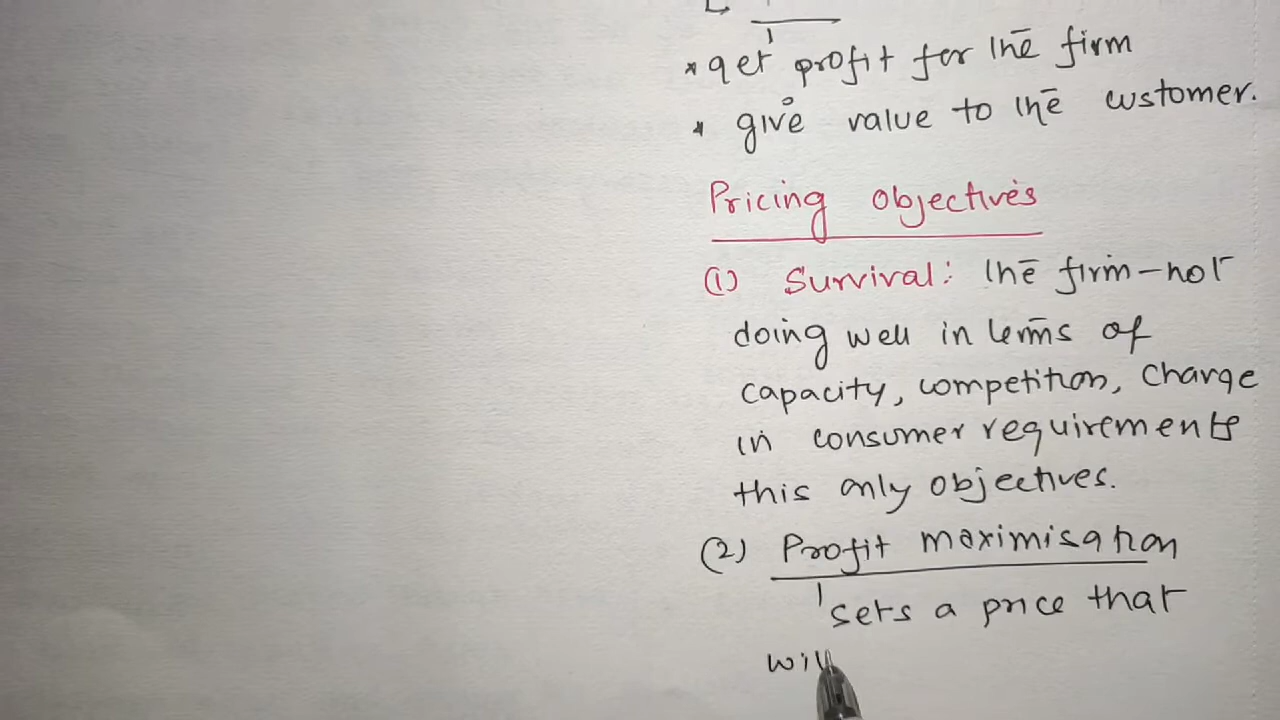 * get profit for the firm
* give value to the customer.
Pricing Objectives
(1) Survival: the firm - not
doing well in terms of
capacity, competition, change
in consumer requirements
this only objectives.
(2) Profit maximisation
sets a price that
will